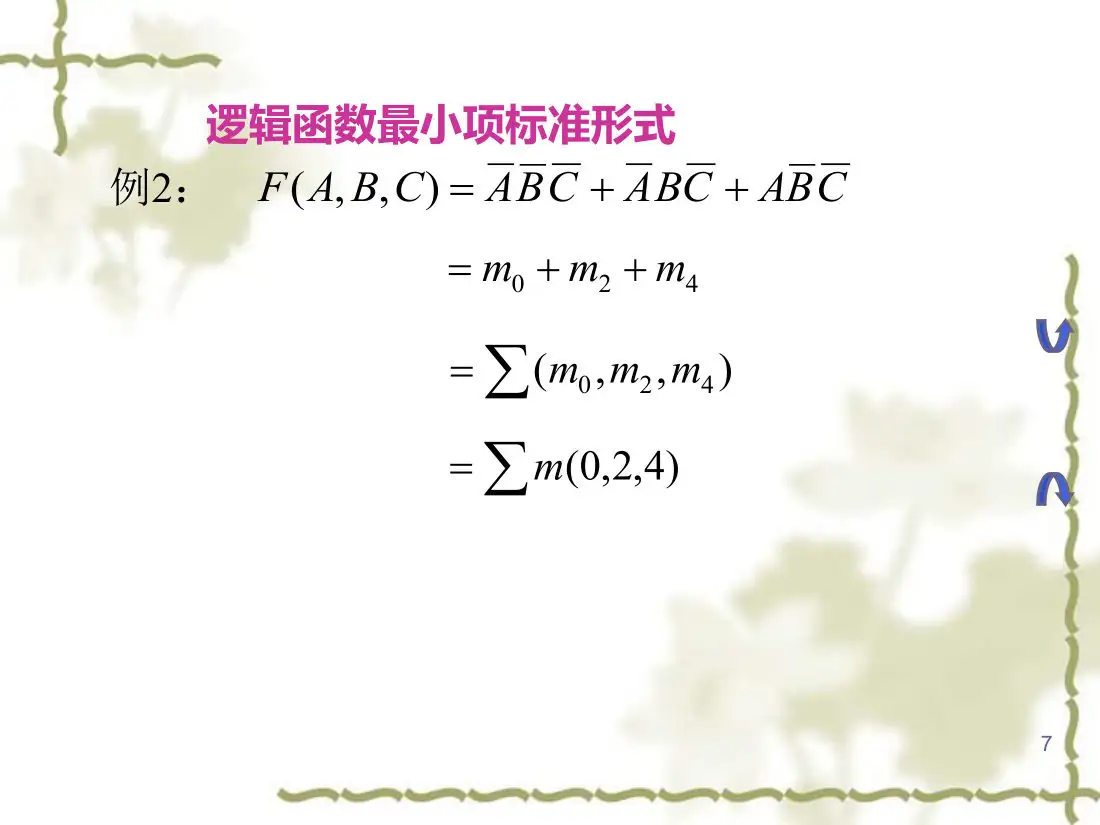 逻辑函数最小项标准形式
例2： F(A,B,C) = A̅B̅C̅ + A̅BC̅ + AB̅C̅
= m₀ + m₂ + m₄
= ∑(m₀,m₂,m₄)
= ∑m(0,2,4)
7